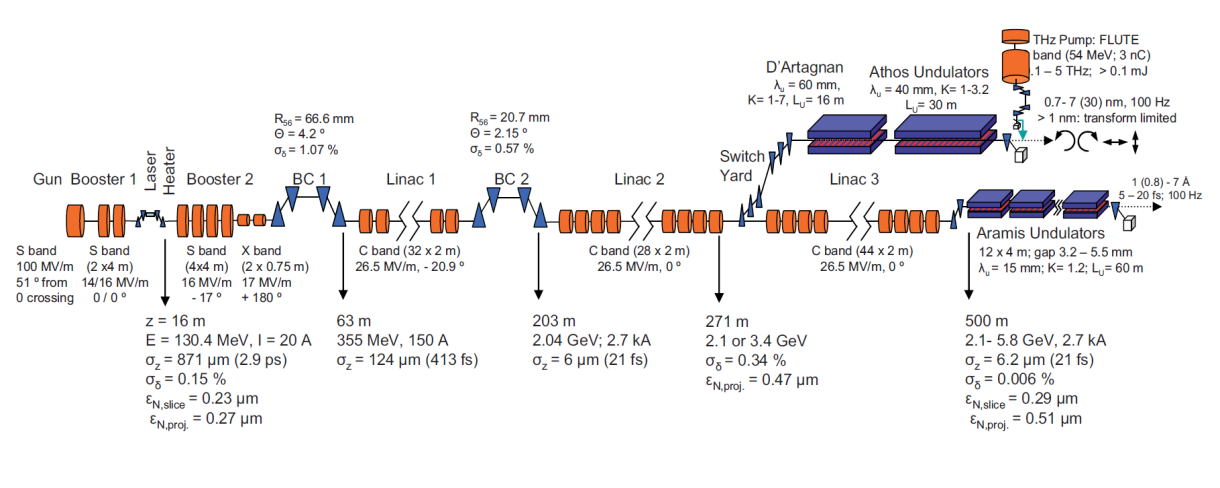 THz Pump: FLUTE
band (54 MeV; 3 nC)
.1 – 5 THz; > 0.1 mJ
D'Artagnan
λu = 60 mm,
K= 1-7, LU= 16 m
Athos Undulators
λu = 40 mm, K= 1-3.2
LU= 30 m
0.7- 7 (30) nm, 100 Hz
> 1 nm: transform limited
R56 = 66.6 mm
Θ = 4.2 º
σδ = 1.07 %
R56 = 20.7 mm
Θ = 2.15 º
σδ = 0.57 %
Switch
Yard
Gun
Booster 1
Laser
Heater
Booster 2
BC 1
Linac 1
BC 2
Linac 2
Linac 3
1 (0.8) - 7 Å
5 – 20 fs; 100 Hz
Aramis Undulators
12 x 4 m; gap 3.2 – 5.5 mm
λu = 15 mm; K= 1.2; LU= 60 m
S band
100 MV/m
51 º from
0 crossing
S band
(2 x4 m)
14/16 MV/m
0 / 0 º
S band
(4x4 m)
16 MV/m
- 17 º
X band
(2 x 0.75 m)
17 MV/m
+ 180 º
C band (32 x 2 m)
26.5 MV/m, - 20.9 º
C band (28 x 2 m)
26.5 MV/m, 0 º
C band (44 x 2 m)
26.5 MV/m, 0 º
z = 16 m
E = 130.4 MeV, I = 20 A
σz = 871 µm (2.9 ps)
σδ = 0.15 %
εN,slice = 0.23 µm
εN,proj. = 0.27 µm
63 m
355 MeV, 150 A
σz = 124 µm (413 fs)
203 m
2.04 GeV; 2.7 kA
σz = 6 µm (21 fs)
271 m
2.1 or 3.4 GeV
σδ = 0.34 %
εN,proj. = 0.47 µm
500 m
2.1- 5.8 GeV, 2.7 kA
σz = 6.2 µm (21 fs)
σδ = 0.006 %
εN,slice = 0.29 µm
εN,proj. = 0.51 µm